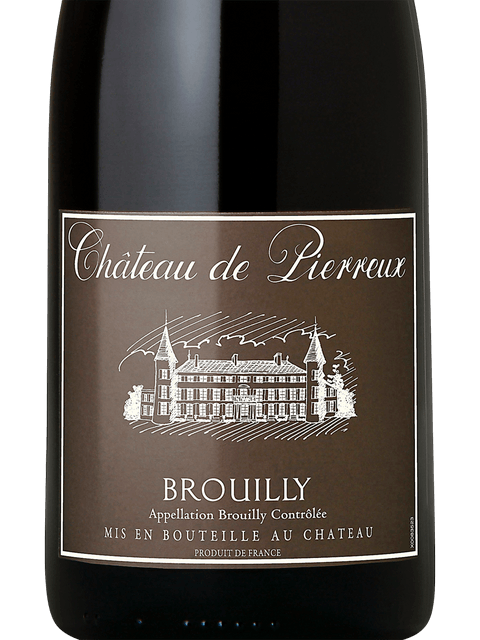 Château de Pierreux
BROUILLY
Appellation Brouilly Contrôlée
MIS EN BOUTEILLE AU CHATEAU
PRODUIT DE FRANCE